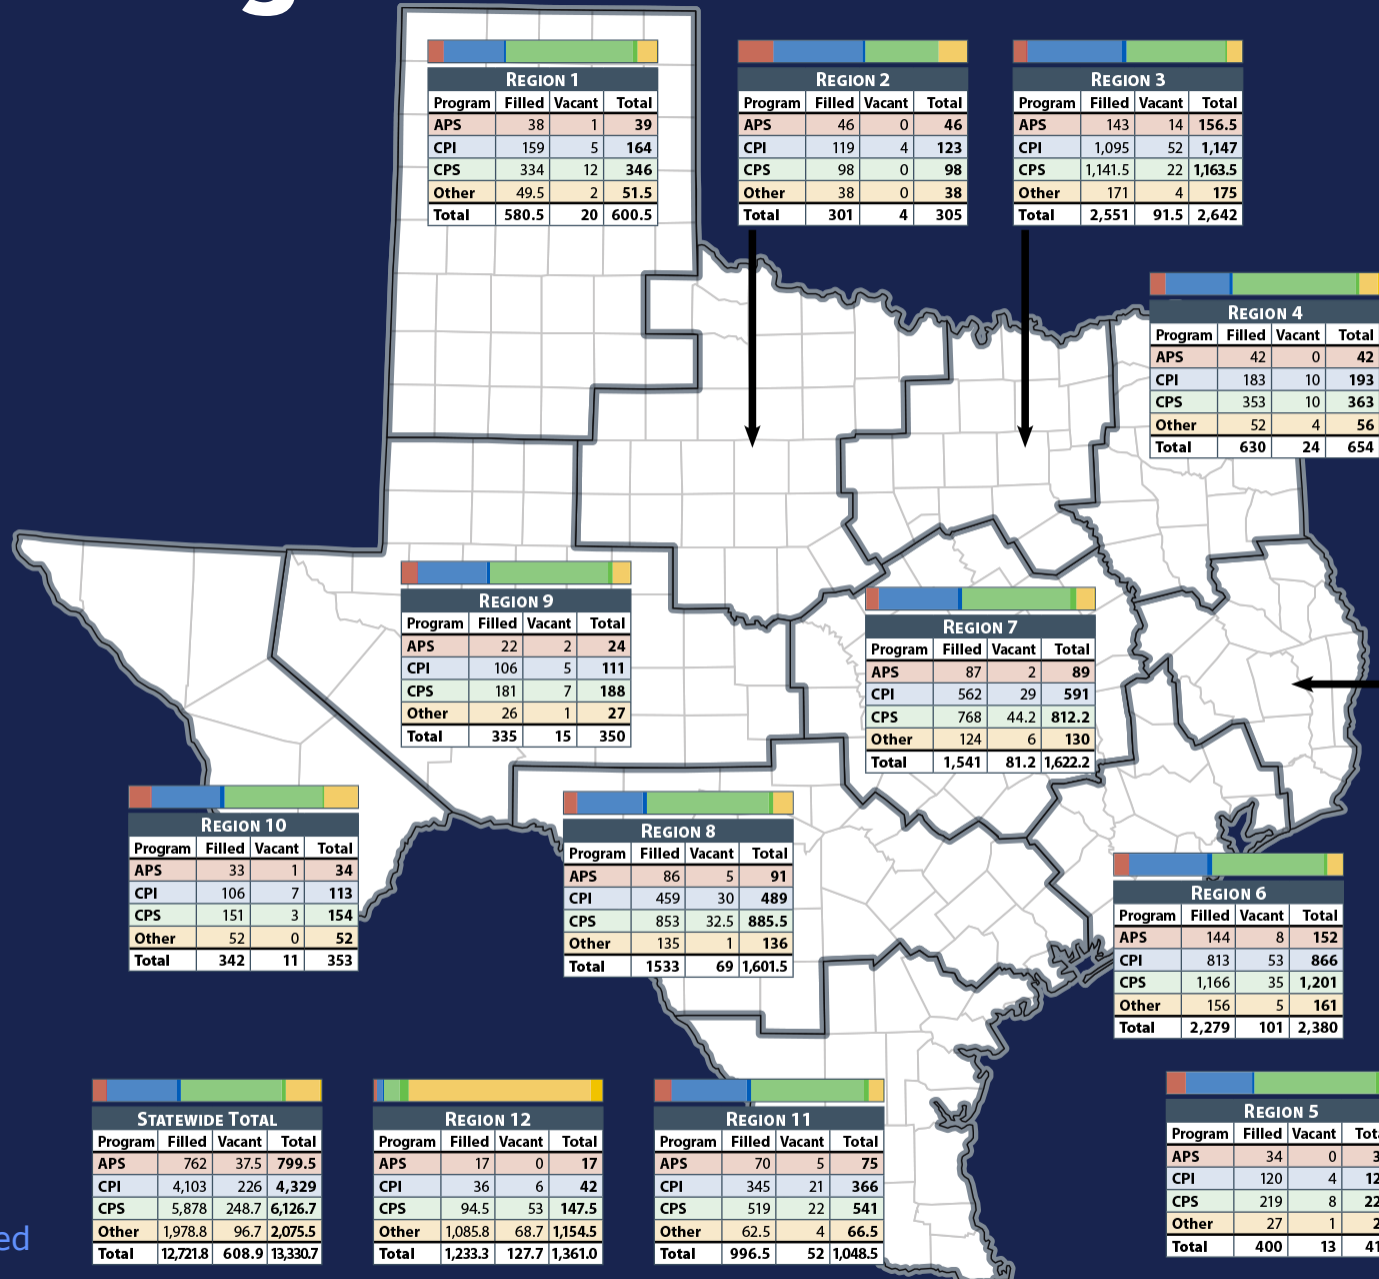 g
REGION 1
Program Filled Vacant Total
APS 38 1 39
CPI 159 5 164
CPS 334 12 346
Other 49.5 2 51.5
Total 580.5 20 600.5
REGION 2
Program Filled Vacant Total
APS 46 0 46
CPI 119 4 123
CPS 98 0 98
Other 38 0 38
Total 301 4 305
REGION 3
Program Filled Vacant Total
APS 143 14 156.5
CPI 1,095 52 1,147
CPS 1,141.5 22 1,163.5
Other 171 4 175
Total 2,551 91.5 2,642
REGION 4
Program Filled Vacant Total
APS 42 0 42
CPI 183 10 193
CPS 353 10 363
Other 52 4 56
Total 630 24 654
REGION 9
Program Filled Vacant Total
APS 22 2 24
CPI 106 5 111
CPS 181 7 188
Other 26 1 27
Total 335 15 350
REGION 7
Program Filled Vacant Total
APS 87 2 89
CPI 562 29 591
CPS 768 44.2 812.2
Other 124 6 130
Total 1,541 81.2 1,622.2
REGION 10
Program Filled Vacant Total
APS 33 1 34
CPI 106 7 113
CPS 151 3 154
Other 52 0 52
Total 342 11 353
REGION 8
Program Filled Vacant Total
APS 86 5 91
CPI 459 30 489
CPS 853 32.5 885.5
Other 135 1 136
Total 1533 69 1,601.5
REGION 6
Program Filled Vacant Total
APS 144 8 152
CPI 813 53 866
CPS 1,166 35 1,201
Other 156 5 161
Total 2,279 101 2,380
STATEWIDE TOTAL
Program Filled Vacant Total
APS 762 37.5 799.5
CPI 4,103 226 4,329
CPS 5,878 248.7 6,126.7
Other 1,978.8 96.7 2,075.5
Total 12,721.8 608.9 13,330.7
REGION 12
Program Filled Vacant Total
APS 17 0 17
CPI 36 6 42
CPS 94.5 53 147.5
Other 1,085.8 68.7 1,154.5
Total 1,233.3 127.7 1,361.0
REGION 11
Program Filled Vacant Total
APS 70 5 75
CPI 345 21 366
CPS 519 22 541
Other 62.5 4 66.5
Total 996.5 52 1,048.5
REGION 5
Program Filled Vacant Tot
APS 34 0 3
CPI 120 4 12
CPS 219 8 22
Other 27 1 2
Total 400 13 41
ed